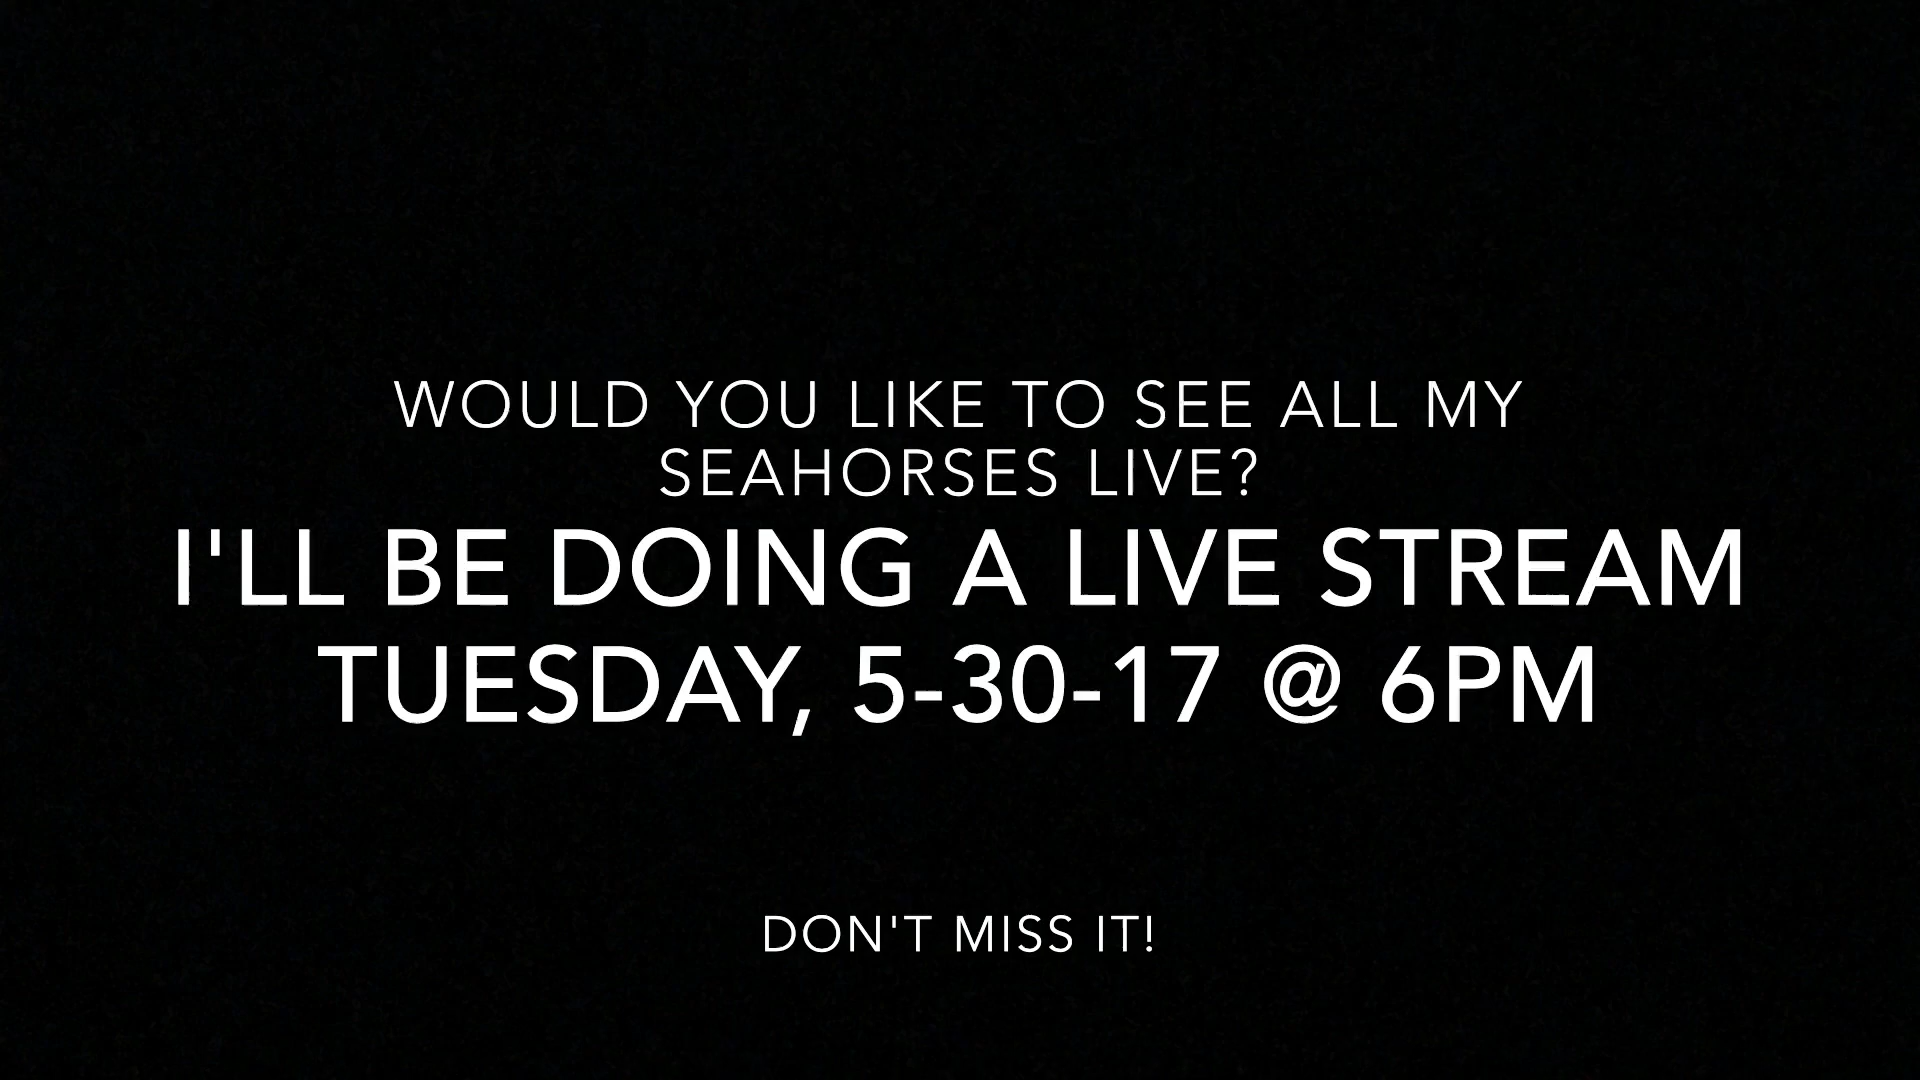 WOULD YOU LIKE TO SEE ALL MY
SEAHORSES LIVE?
I'LL BE DOING A LIVE STREAM
TUESDAY, 5-30-17 @ 6PM
DON'T MISS IT!